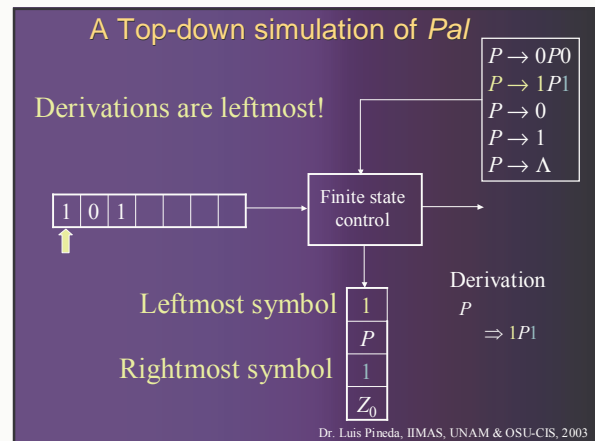 A Top-down simulation of Pal
P → 0P0
P → 1P1
P → 0
P → 1
P → Λ
Derivations are leftmost!
1 0 1
Finite state
control
Leftmost symbol
1
P
Rightmost symbol
1
Z₀
Derivation
P
⇒ 1P1
Dr. Luis Pineda, IIMAS, UNAM & OSU-CIS, 2003